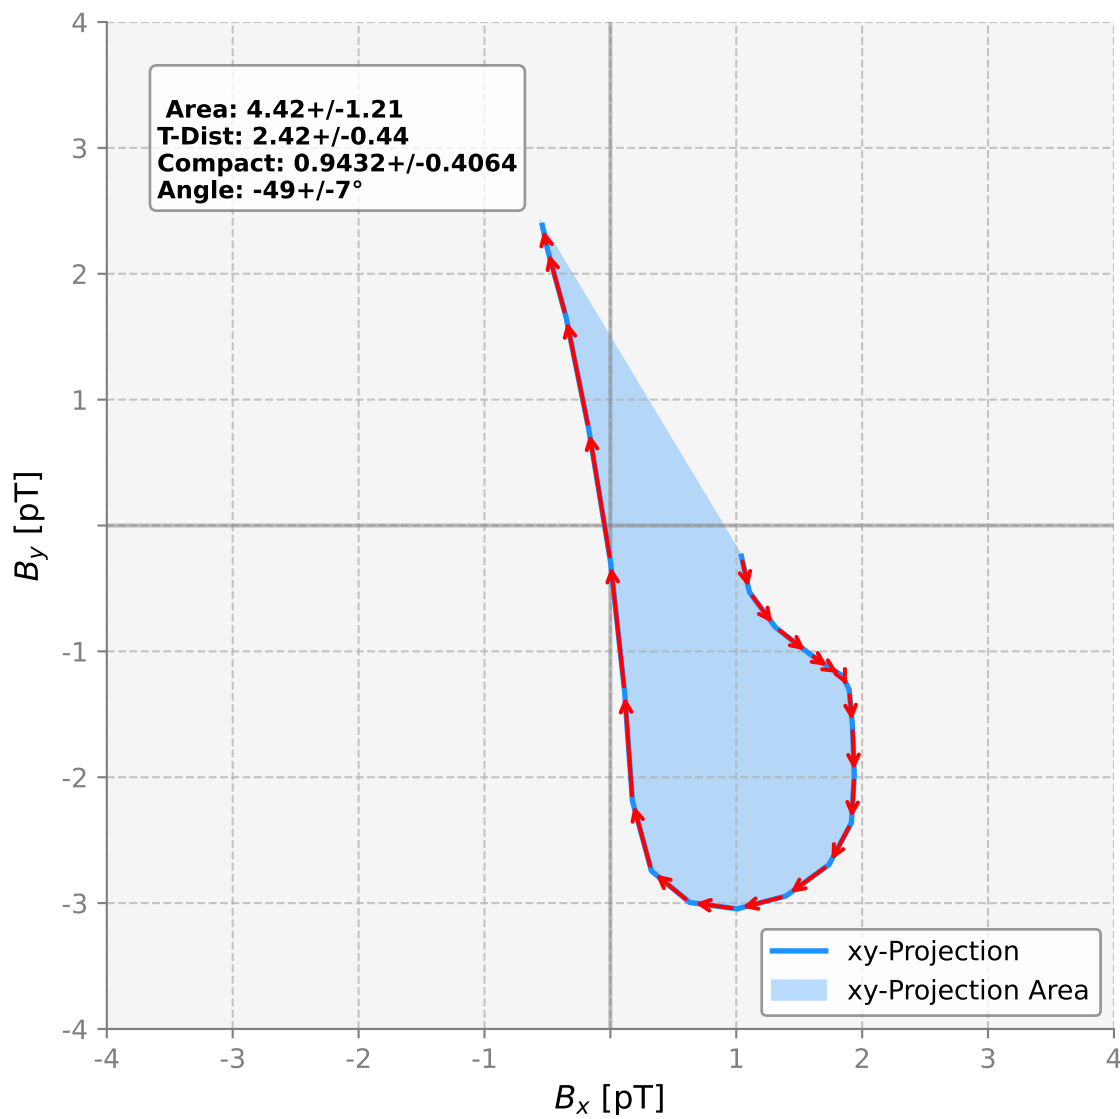 4
Area: 4.42+/-1.21
T-Dist: 2.42+/-0.44
Compact: 0.9432+/-0.4064
Angle: -49+/-7°
3
2
1
-1
-2
-3
-4
B_y [pT]
xy-Projection
xy-Projection Area
-4 -3 -2 -1 1 2 3 4
B_x [pT]